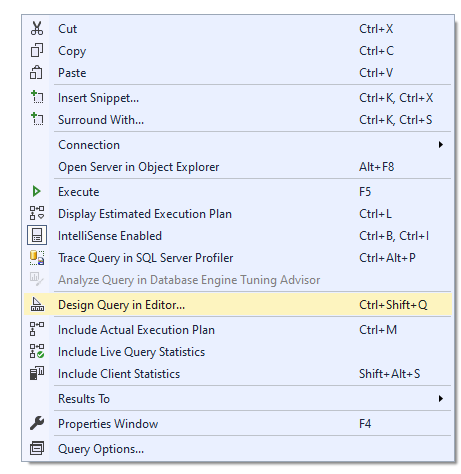 Cut Ctrl+X
Copy Ctrl+C
Paste Ctrl+V
Insert Snippet... Ctrl+K, Ctrl+X
Surround With... Ctrl+K, Ctrl+S
Connection
Open Server in Object Explorer Alt+F8
Execute F5
Display Estimated Execution Plan Ctrl+L
IntelliSense Enabled Ctrl+B, Ctrl+I
Trace Query in SQL Server Profiler Ctrl+Alt+P
Analyze Query in Database Engine Tuning Advisor
Design Query in Editor... Ctrl+Shift+Q
Include Actual Execution Plan Ctrl+M
Include Live Query Statistics
Include Client Statistics Shift+Alt+S
Results To
Properties Window F4
Query Options...